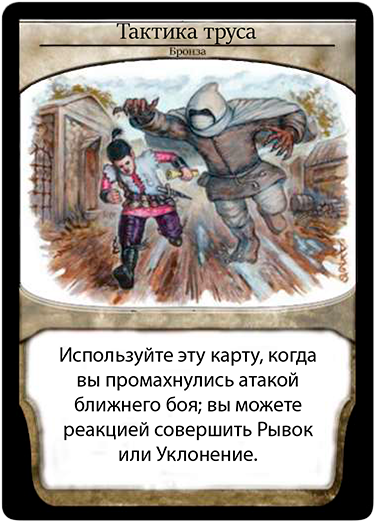 Тактика труса
Бронза
Используйте эту карту, когда
вы промахнулись атакой
ближнего боя; вы можете
реакцией совершить Рывок
или Уклонение.